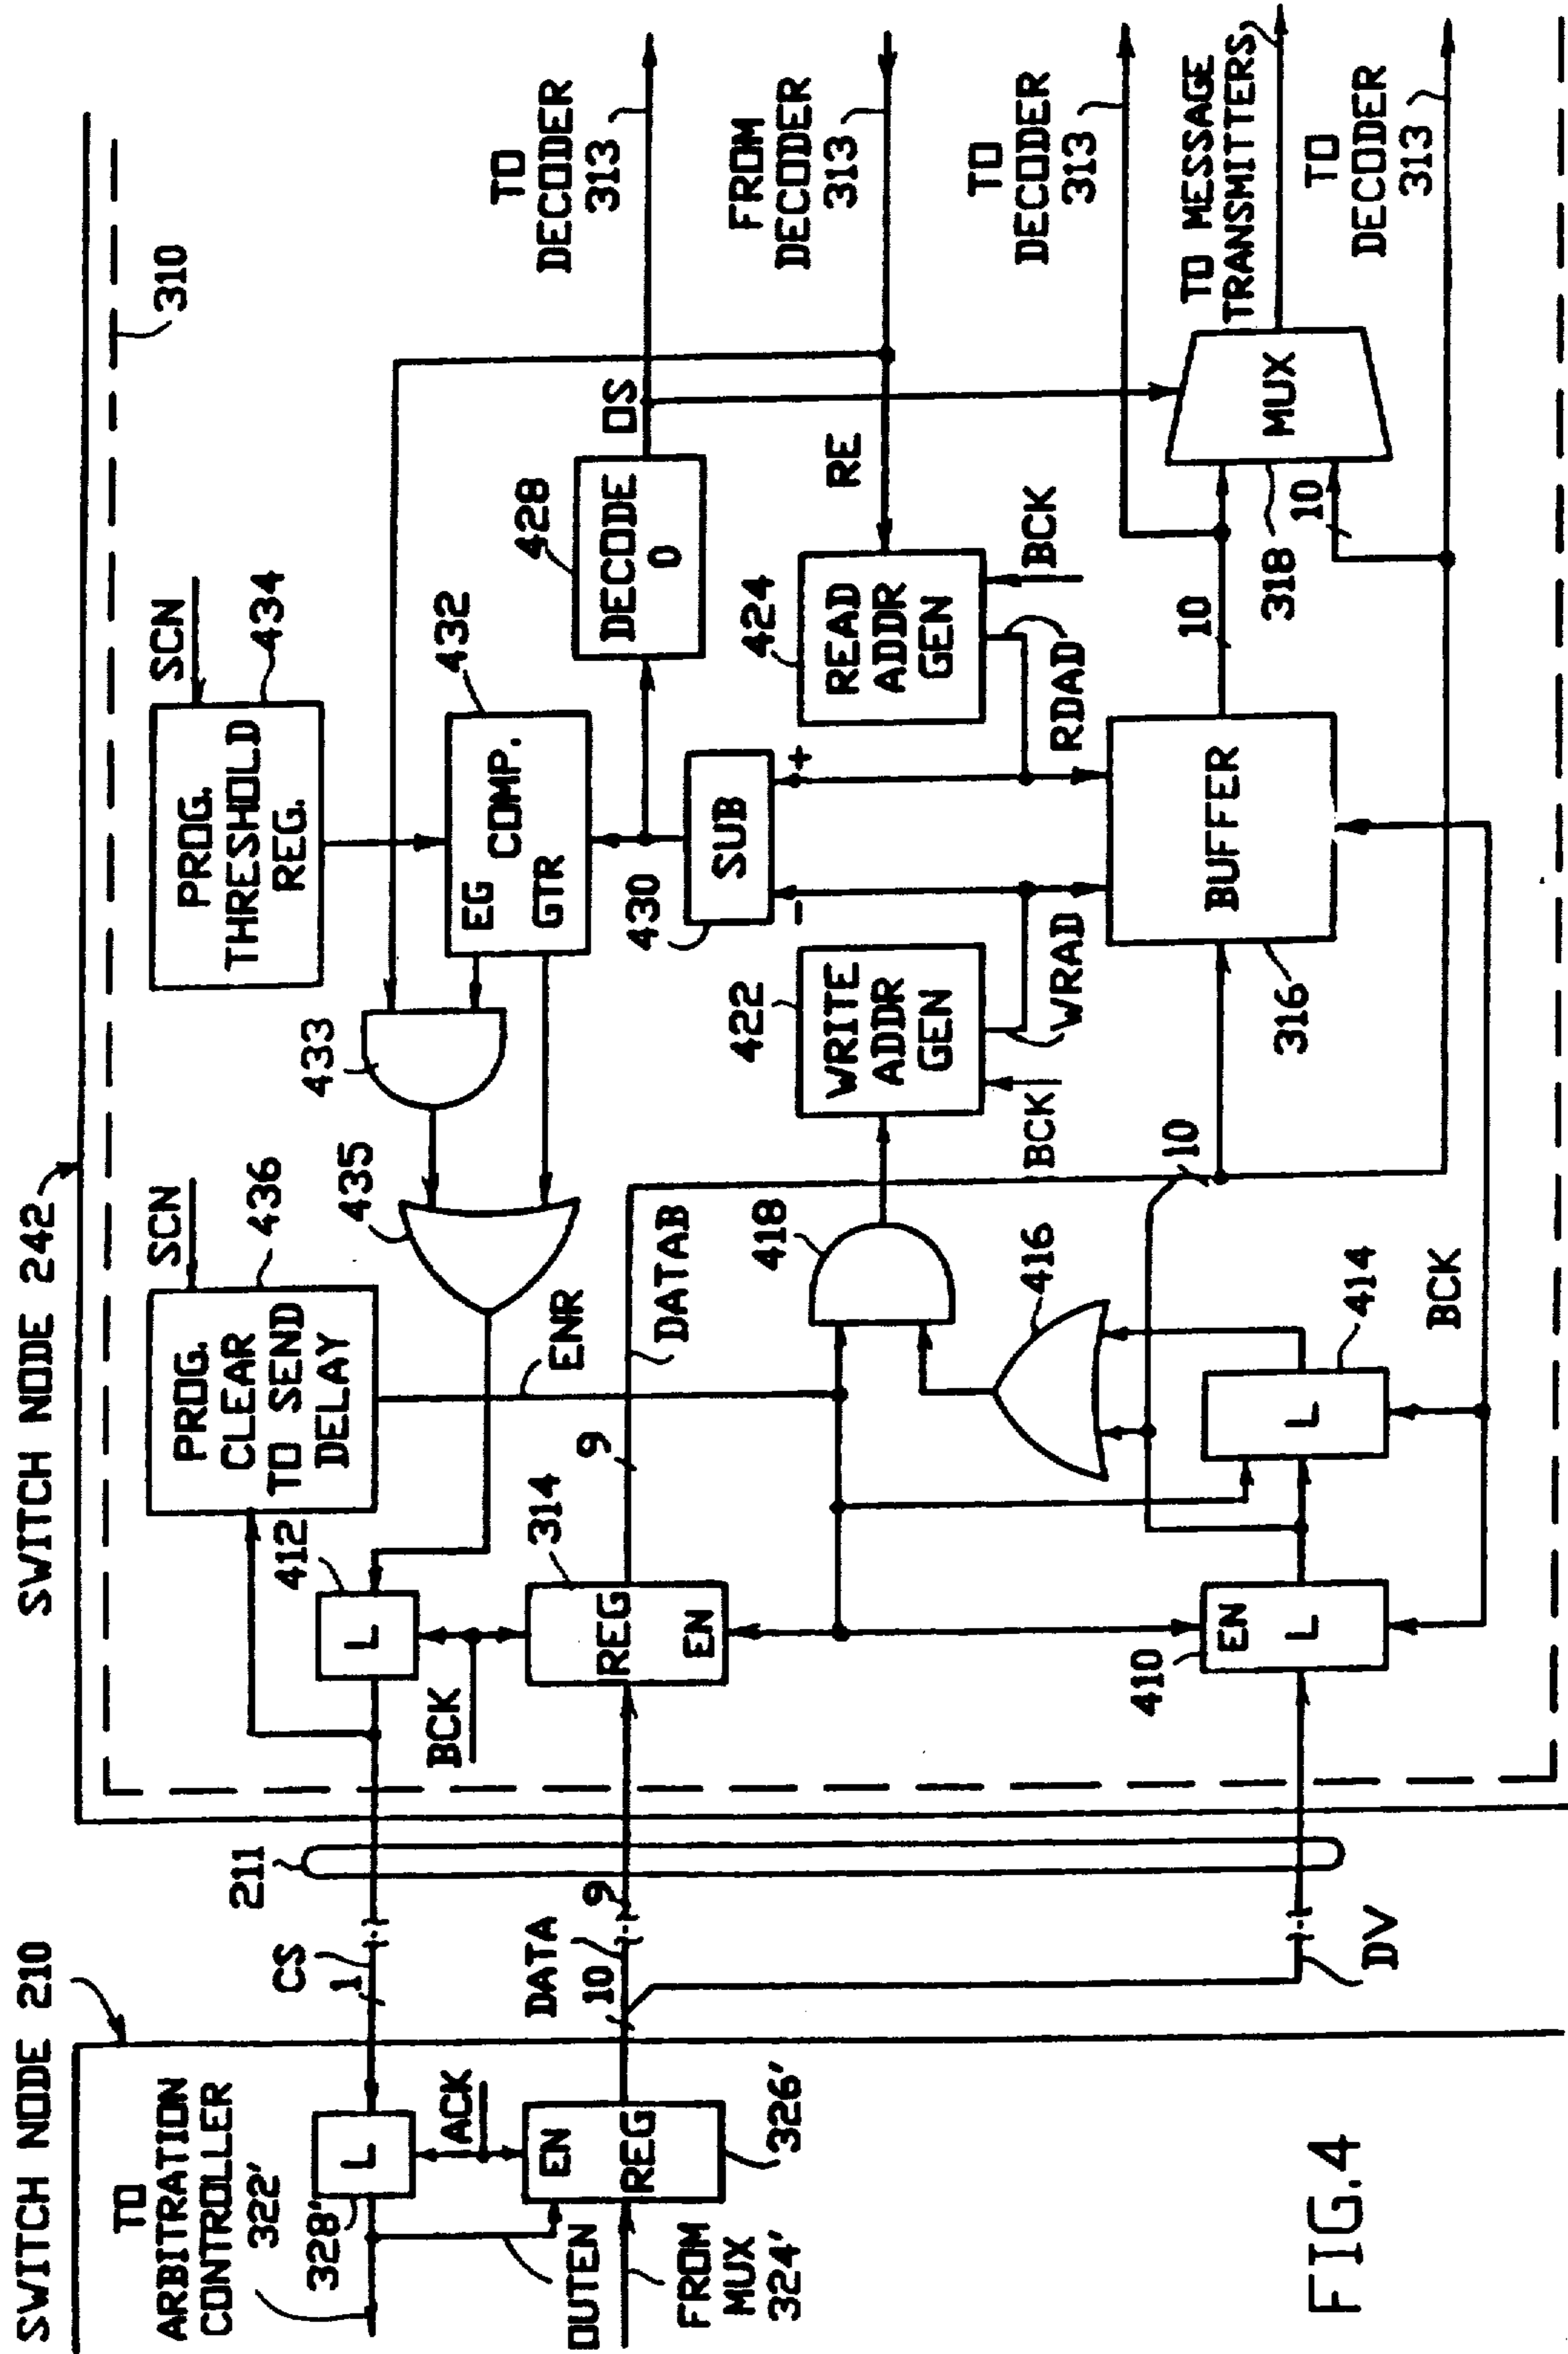 SWITCH NODE 210
SWITCH NODE 242
310
TO
ARBITRATION
CONTROLLER
322'
328'
L
ACK
EN
REG
326'
OUTEN
FROM
MUX
324'
CS
1
DATA
10
9
DV
211
412
L
BCK
314
REG
EN
410
EN
L
SCN
PROG.
CLEAR
TO SEND
DELAY
436
435
ENR
9
DATAB
418
416
L
414
BCK
10
433
SCN
PROG.
THRESHOLD
REG.
434
432
EG COMP.
GTR
430
SUB
-
+
428
DECODE
0
OS
422
WRITE
ADDR
GEN
BCK
WRAD
424
READ
ADDR
GEN
BCK
RDAD
RE
BUFFER
316
10
10
MUX
318
TO
DECODER
313
FROM
DECODER
313
TO
DECODER
313
TO MESSAGE
TRANSMITTERS
TO
DECODER
313
FIG.4